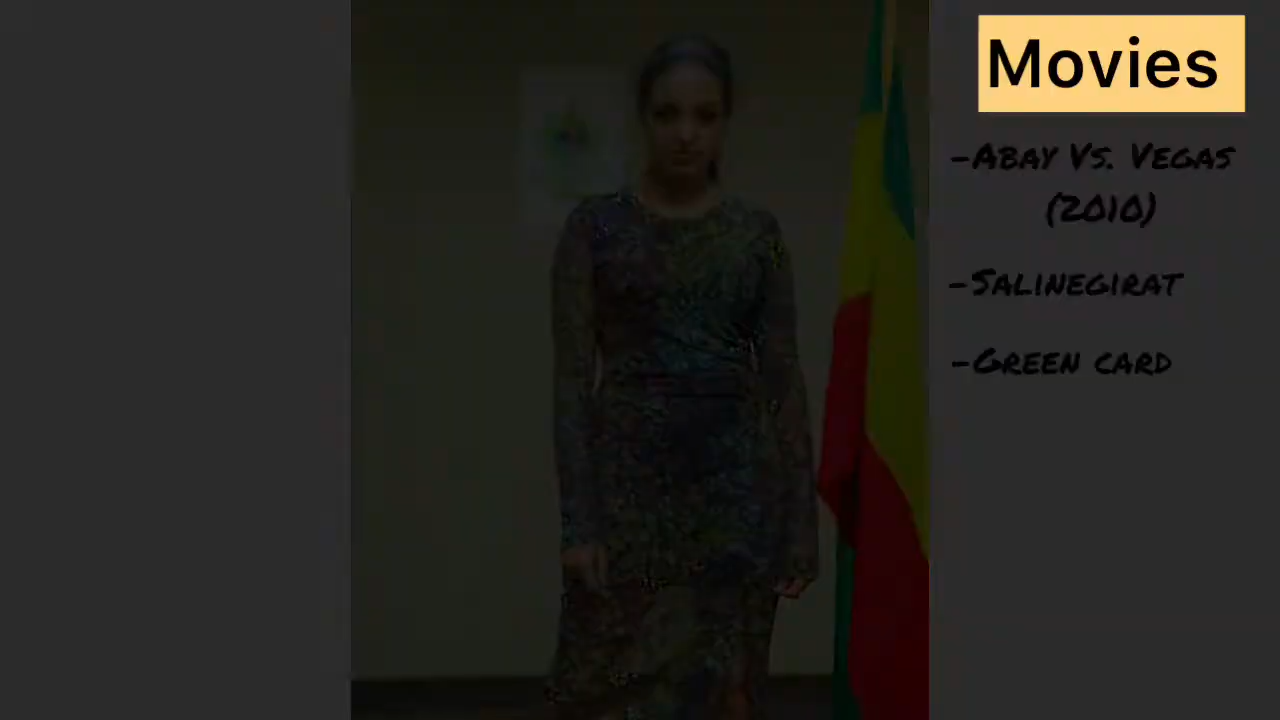 Movies
-Abay Vs. Vegas
(2010)
-Salinegirat
-Green card